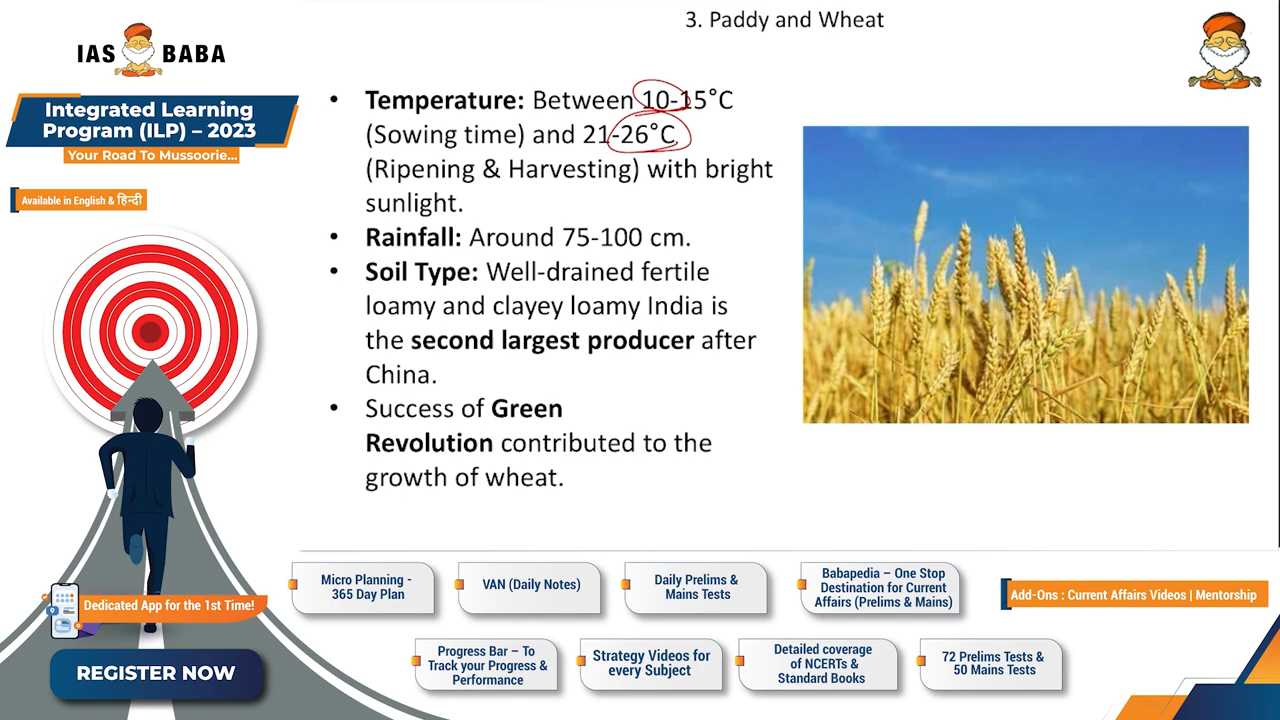 3. Paddy and Wheat
IAS BABA
Integrated Learning
Program (ILP) – 2023
Your Road To Mussoorie...
Available in English & हिन्दी
• Temperature: Between 10-15°C
(Sowing time) and 21-26°C
(Ripening & Harvesting) with bright
sunlight.
• Rainfall: Around 75-100 cm.
• Soil Type: Well-drained fertile
loamy and clayey loamy India is
the second largest producer after
China.
• Success of Green
Revolution contributed to the
growth of wheat.
Dedicated App for the 1st Time!
REGISTER NOW
Micro Planning -
365 Day Plan
VAN (Daily Notes)
Daily Prelims &
Mains Tests
Babapedia – One Stop
Destination for Current
Affairs (Prelims & Mains)
Add-Ons : Current Affairs Videos | Mentorship
Progress Bar – To
Track your Progress &
Performance
Strategy Videos for
every Subject
Detailed coverage
of NCERTs &
Standard Books
72 Prelims Tests &
50 Mains Tests